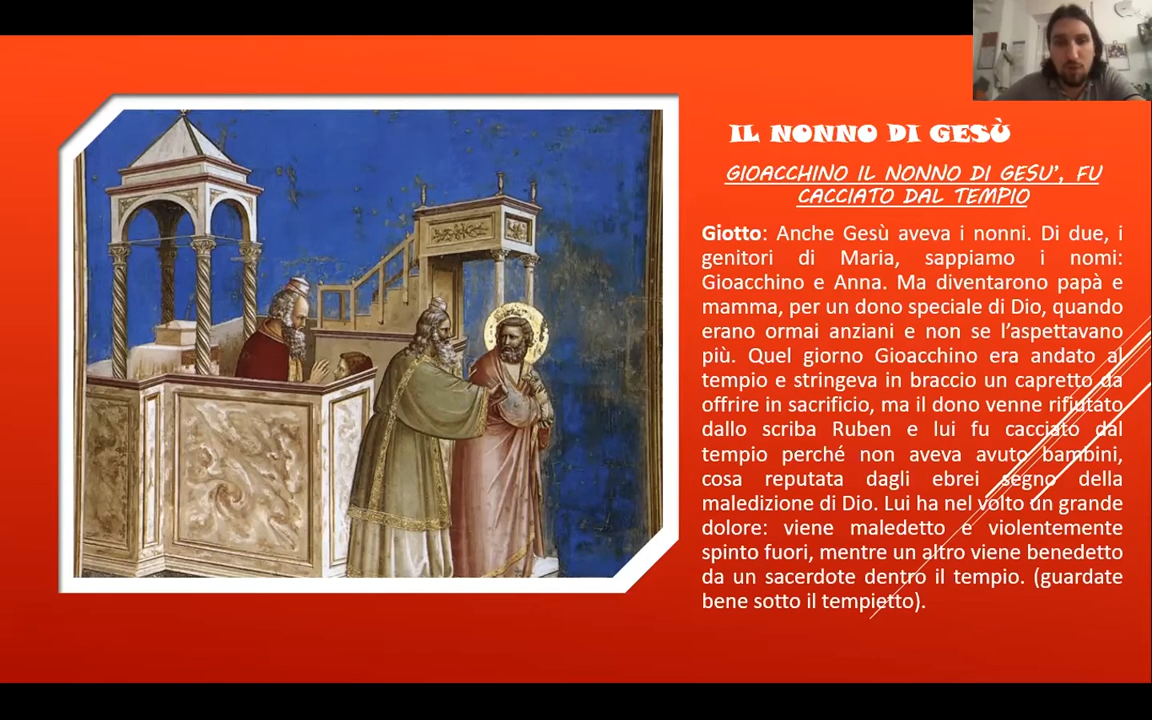 IL NONNO DI GESÙ
GIOACCHINO IL NONNO DI GESU', FU
CACCIATO DAL TEMPIO
Giotto: Anche Gesù aveva i nonni. Di due, i
genitori di Maria, sappiamo i nomi:
Gioacchino e Anna. Ma diventarono papà e
mamma, per un dono speciale di Dio, quando
erano ormai anziani e non se l’aspettavano
più. Quel giorno Gioacchino era andato al
tempio e stringeva in braccio un capretto da
offrire in sacrificio, ma il dono venne rifiutato
dallo scriba Ruben e lui fu cacciato dal
tempio perché non aveva avuto bambini,
cosa reputata dagli ebrei segno della
maledizione di Dio. Lui ha nel volto un grande
dolore: viene maledetto e violentemente
spinto fuori, mentre un altro viene benedetto
da un sacerdote dentro il tempio. (guardate
bene sotto il tempietto).